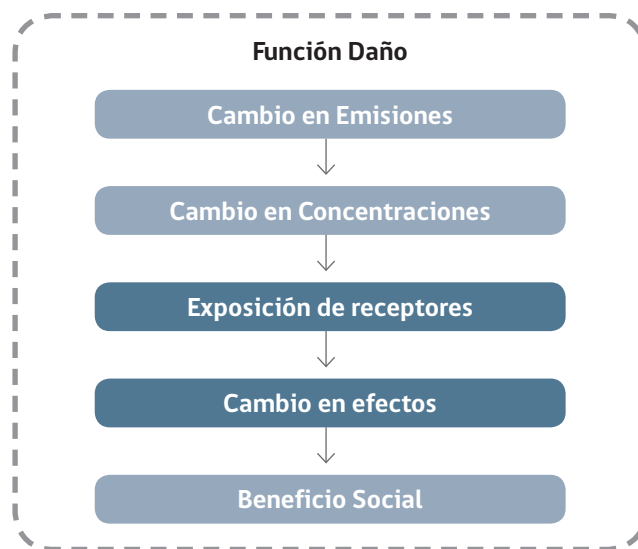 Función Daño
Cambio en Emisiones
Cambio en Concentraciones
Exposición de receptores
Cambio en efectos
Beneficio Social